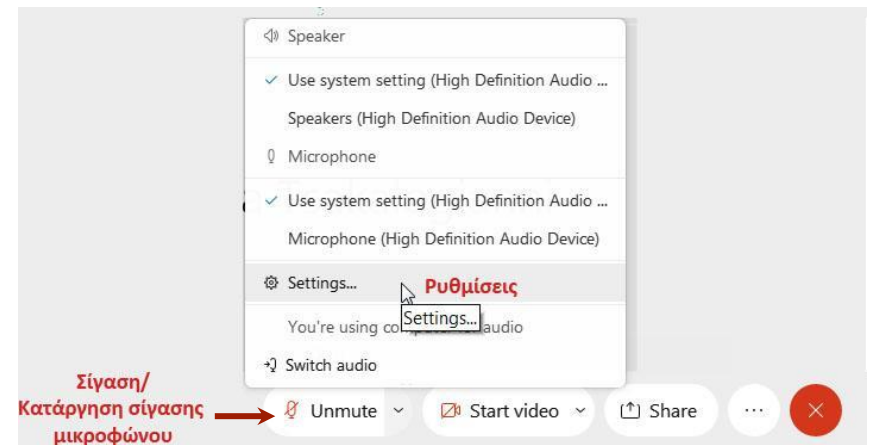 Speaker
Use system setting (High Definition Audio ...
Speakers (High Definition Audio Device)
Microphone
Use system setting (High Definition Audio ...
Microphone (High Definition Audio Device)
Settings...
Ρυθμίσεις
Settings...
You're using audio
Switch audio
Σίγαση/
Κατάργηση σίγασης
μικροφώνου
Unmute
Start video
Share